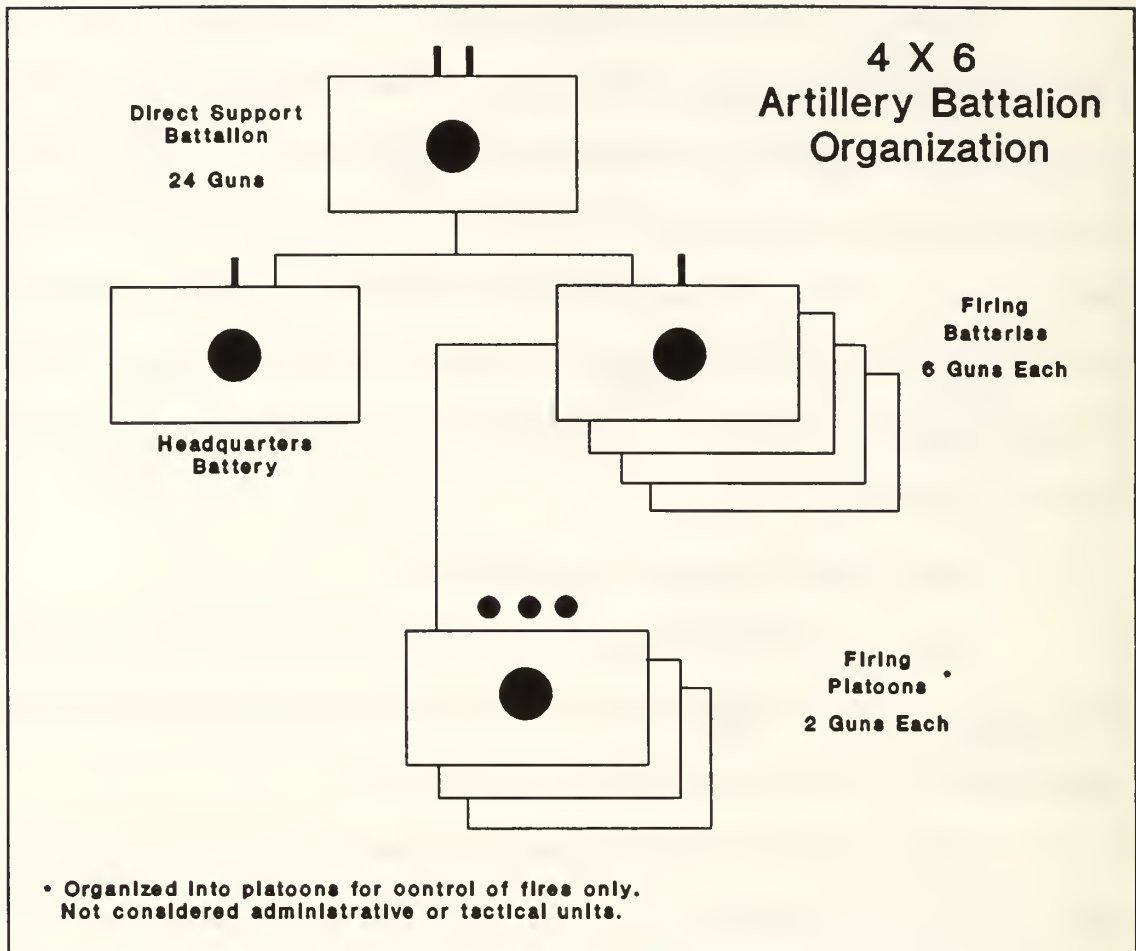 4 X 6
Artillery Battalion
Organization
Direct Support
Battalion
24 Guns
Headquarters
Battery
Firing
Batteries
6 Guns Each
Firing
Platoons *
2 Guns Each
* Organized into platoons for control of fires only.
Not considered administrative or tactical units.